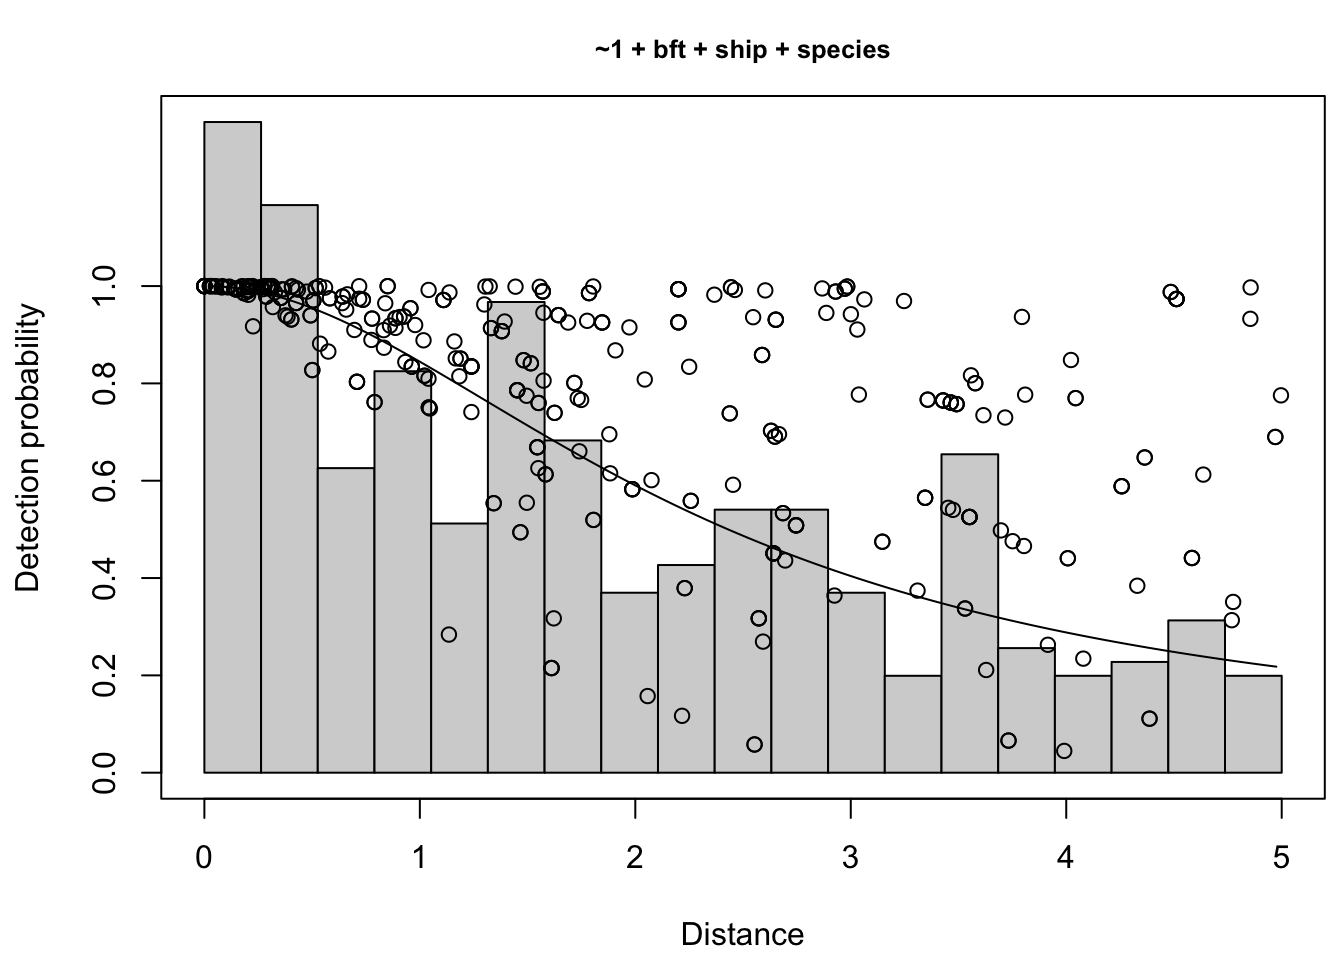 ~1 + bft + ship + species
Detection probability
1.0
0.8
0.6
0.4
0.2
0.0
0 1 2 3 4 5
Distance